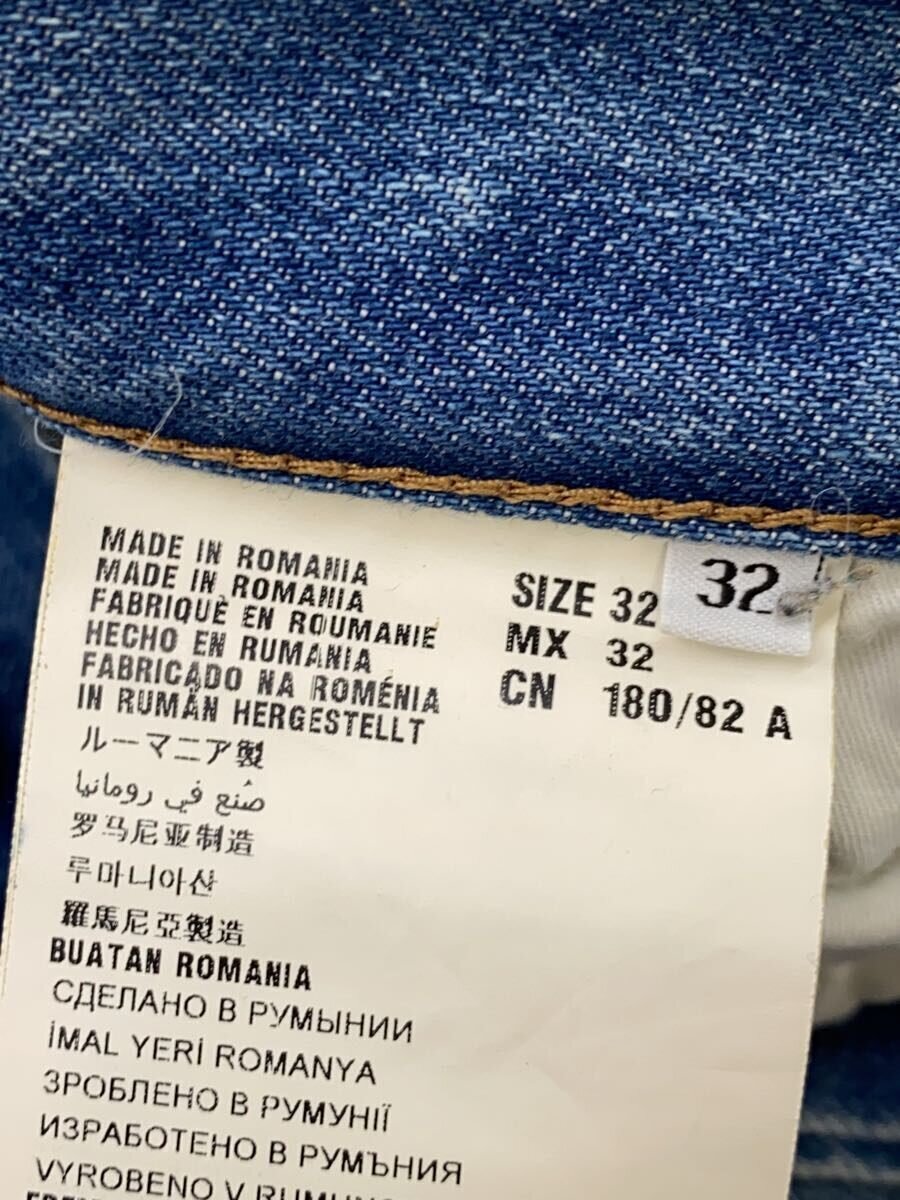 MADE IN ROMANIA
MADE IN ROMANIA
FABRIQUÈ EN ROUMANIE
HECHO EN RUMANIA
FABRICADO NA ROMÉNIA
IN RUMÄN HERGESTELLT
ルーマニア製
صُنع في رومانيا
罗马尼亚制造
루마니아산
羅馬尼亞製造
BUATAN ROMANIA
СДЕЛАНО В РУМЫНИИ
İMAL YERİ ROMANYA
ЗРОБЛЕНО В РУМУНІЇ
ИЗРАБОТЕНО В РУМЪНИЯ
VYROBENO V
SIZE 32
MX 32
CN 180/82 A
32